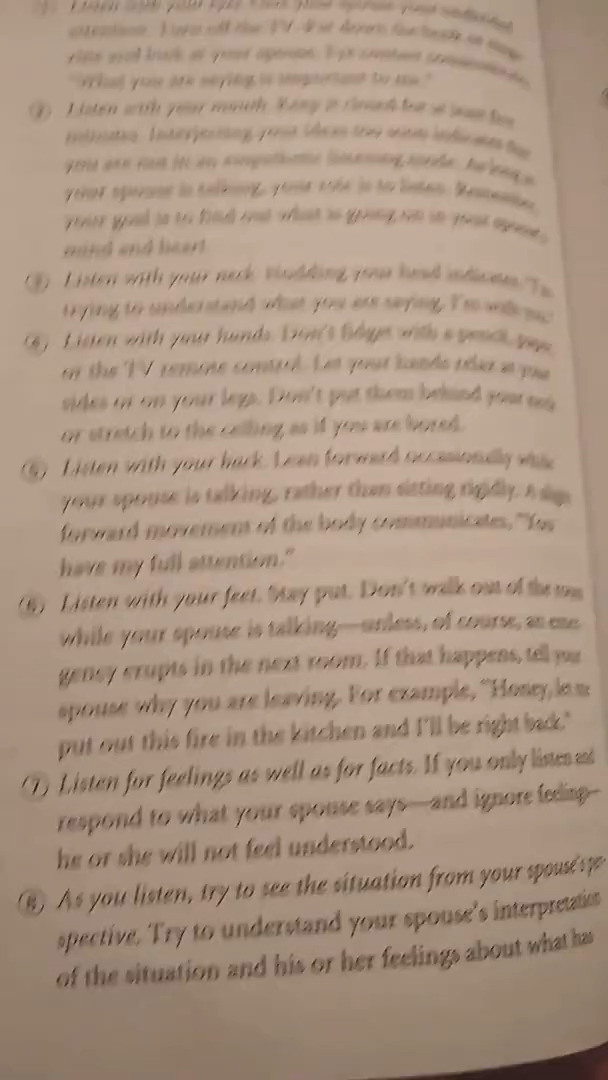 (1) Listen with your eyes. Give your spouse your undivided
attention. Turn off the TV. Put down the book or
and look at your spouse. Eye contact communicates,
"What you are saying is important to me."
(2) Listen with your mouth. Keep it closed for at least five
minutes. Interjecting your ideas too soon indicates that
you are not in an empathetic listening mode. As long as
your spouse is talking, your role is to listen. Remember,
your goal is to find out what is going on in your spouse's
mind and heart.
(3) Listen with your neck. Nodding your head indicates, "I'm
trying to understand what you are saying. I'm with you."
(4) Listen with your hands. Don't fidget with a pencil, paper,
or the TV remote control. Let your hands relax at your
sides or on your legs. Don't put them behind your neck
or stretch to the ceiling as if you are bored.
(5) Listen with your back. Lean forward occasionally while
your spouse is talking, rather than sitting rigidly. A slight
forward movement of the body communicates, "You
have my full attention."
(6) Listen with your feet. Stay put. Don't walk out of the room
while your spouse is talking—unless, of course, an emer-
gency erupts in the next room. If that happens, tell your
spouse why you are leaving. For example, "Honey, let me
put out this fire in the kitchen and I'll be right back."
(7) Listen for feelings as well as for facts. If you only listen and
respond to what your spouse says—and ignore feelings—
he or she will not feel understood.
(8) As you listen, try to see the situation from your spouse's per-
spective. Try to understand your spouse's interpretation
of the situation and his or her feelings about what has